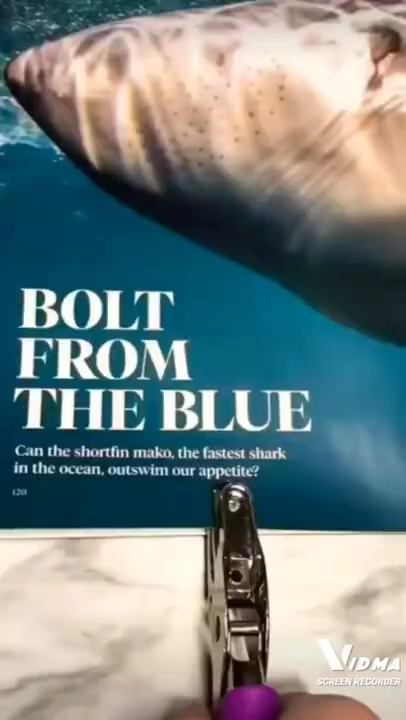 BOLT
FROM
THE BLUE
Can the shortfin mako, the fastest shark
in the ocean, outswim our appetite?
120
VIDMA
SCREEN RECORDER